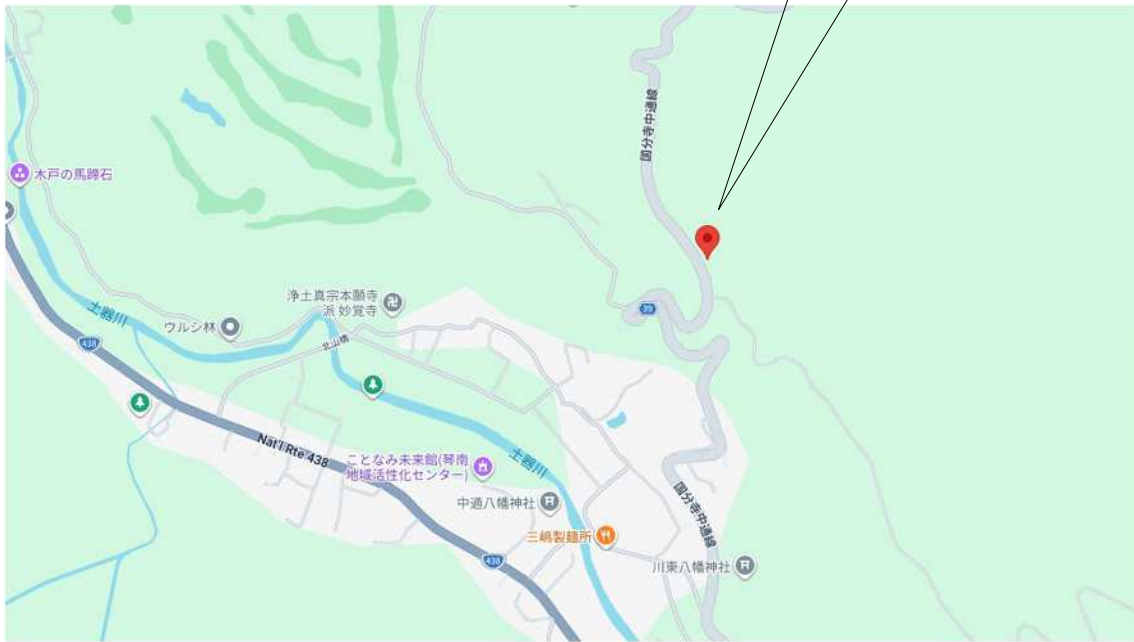 国分寺中通線
木戸の馬蹄石
浄土真宗本願寺
派 妙覚寺
土器川
ウルシ林
39
438
北山橋
Nat'l Rte 438
ことなみ未来館(琴南
地域活性化センター)
土器川
中通八幡神社
三嶋製麺所
国分寺中通線
438
川東八幡神社